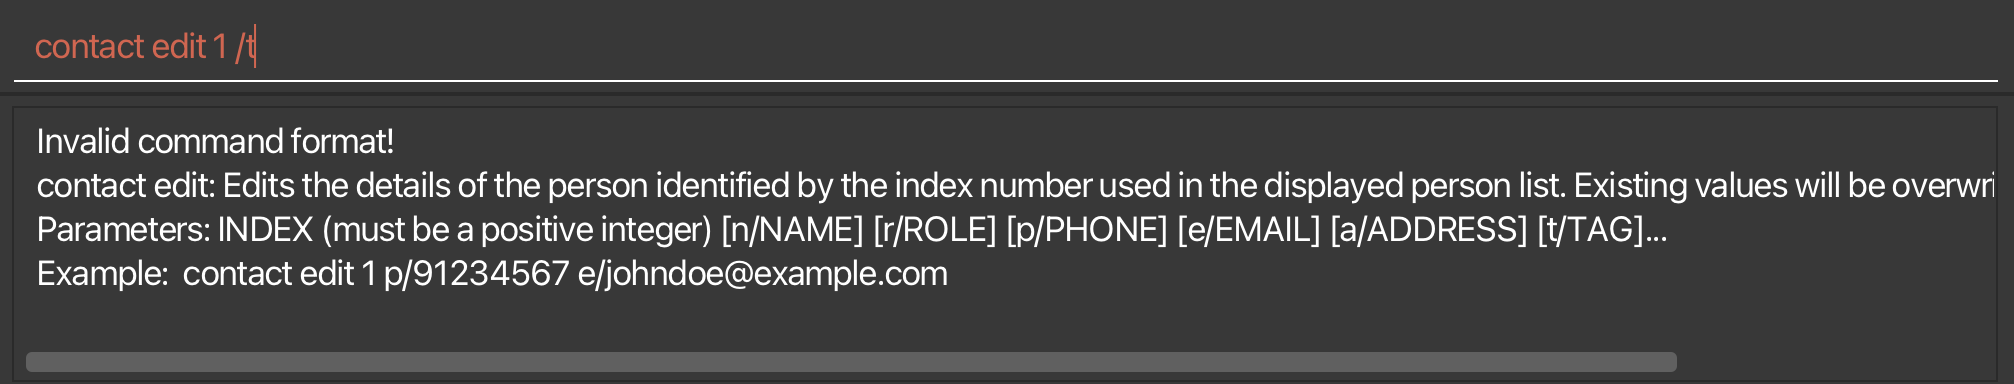 contact edit 1 /t
Invalid command format!
contact edit: Edits the details of the person identified by the index number used in the displayed person list. Existing values will be overwri
Parameters: INDEX (must be a positive integer) [n/NAME] [r/ROLE] [p/PHONE] [e/EMAIL] [a/ADDRESS] [t/TAG]...
Example:  contact edit 1 p/91234567 e/johndoe@example.com